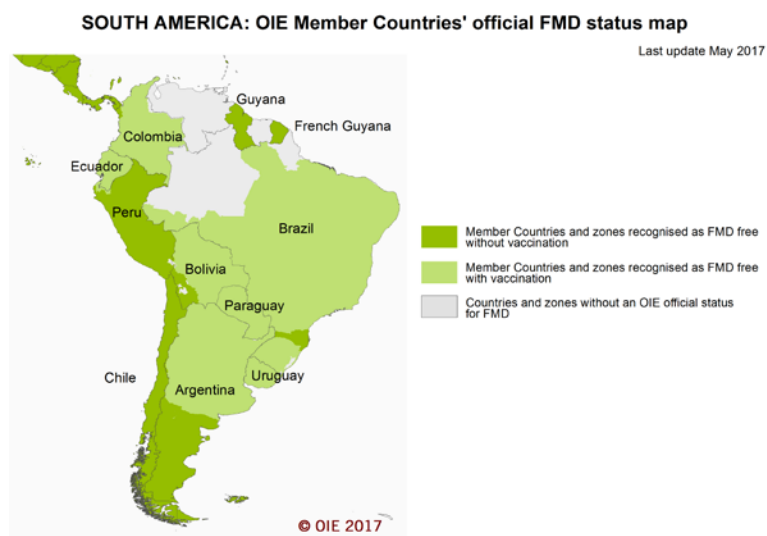 SOUTH AMERICA: OIE Member Countries' official FMD status map
Last update May 2017
Guyana
French Guyana
Colombia
Ecuador
Peru
Brazil
Bolivia
Paraguay
Chile
Uruguay
Argentina
Member Countries and zones recognised as FMD free
without vaccination
Member Countries and zones recognised as FMD free
with vaccination
Countries and zones without an OIE official status
for FMD
© OIE 2017